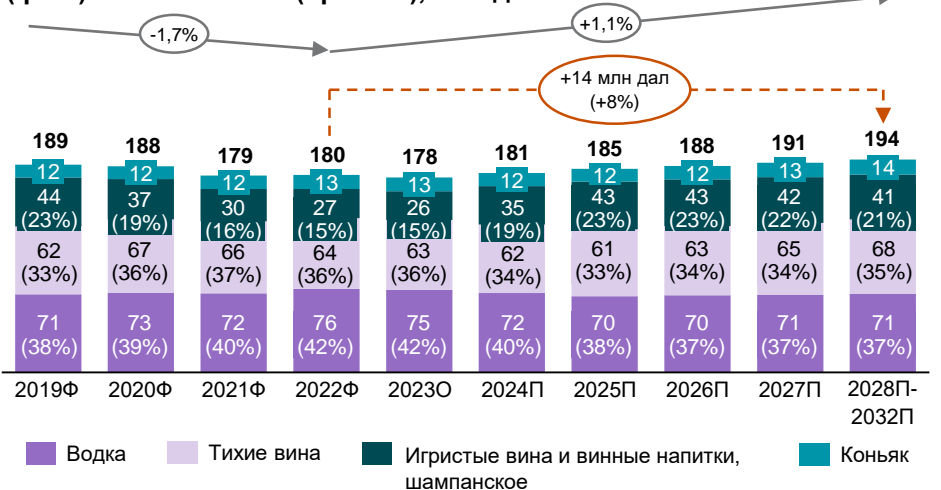 -1,7%
+1,1%
+14 млн дал
(+8%)
189 188 179 180 178 181 185 188 191 194
12 12 12 13 13 12 12 12 13 14
44 37 30 27 26 35 43 43 42 41
(23%) (19%) (16%) (15%) (15%) (19%) (23%) (23%) (22%) (21%)
62 67 66 64 63 62 61 63 65 68
(33%) (36%) (37%) (36%) (36%) (34%) (33%) (34%) (34%) (35%)
71 73 72 76 75 72 70 70 71 71
(38%) (39%) (40%) (42%) (42%) (40%) (38%) (37%) (37%) (37%)
2019Ф 2020Ф 2021Ф 2022Ф 2023О 2024П 2025П 2026П 2027П 2028П-
2032П
Водка Тихие вина Игристые вина и винные напитки, Коньяк
шампанское